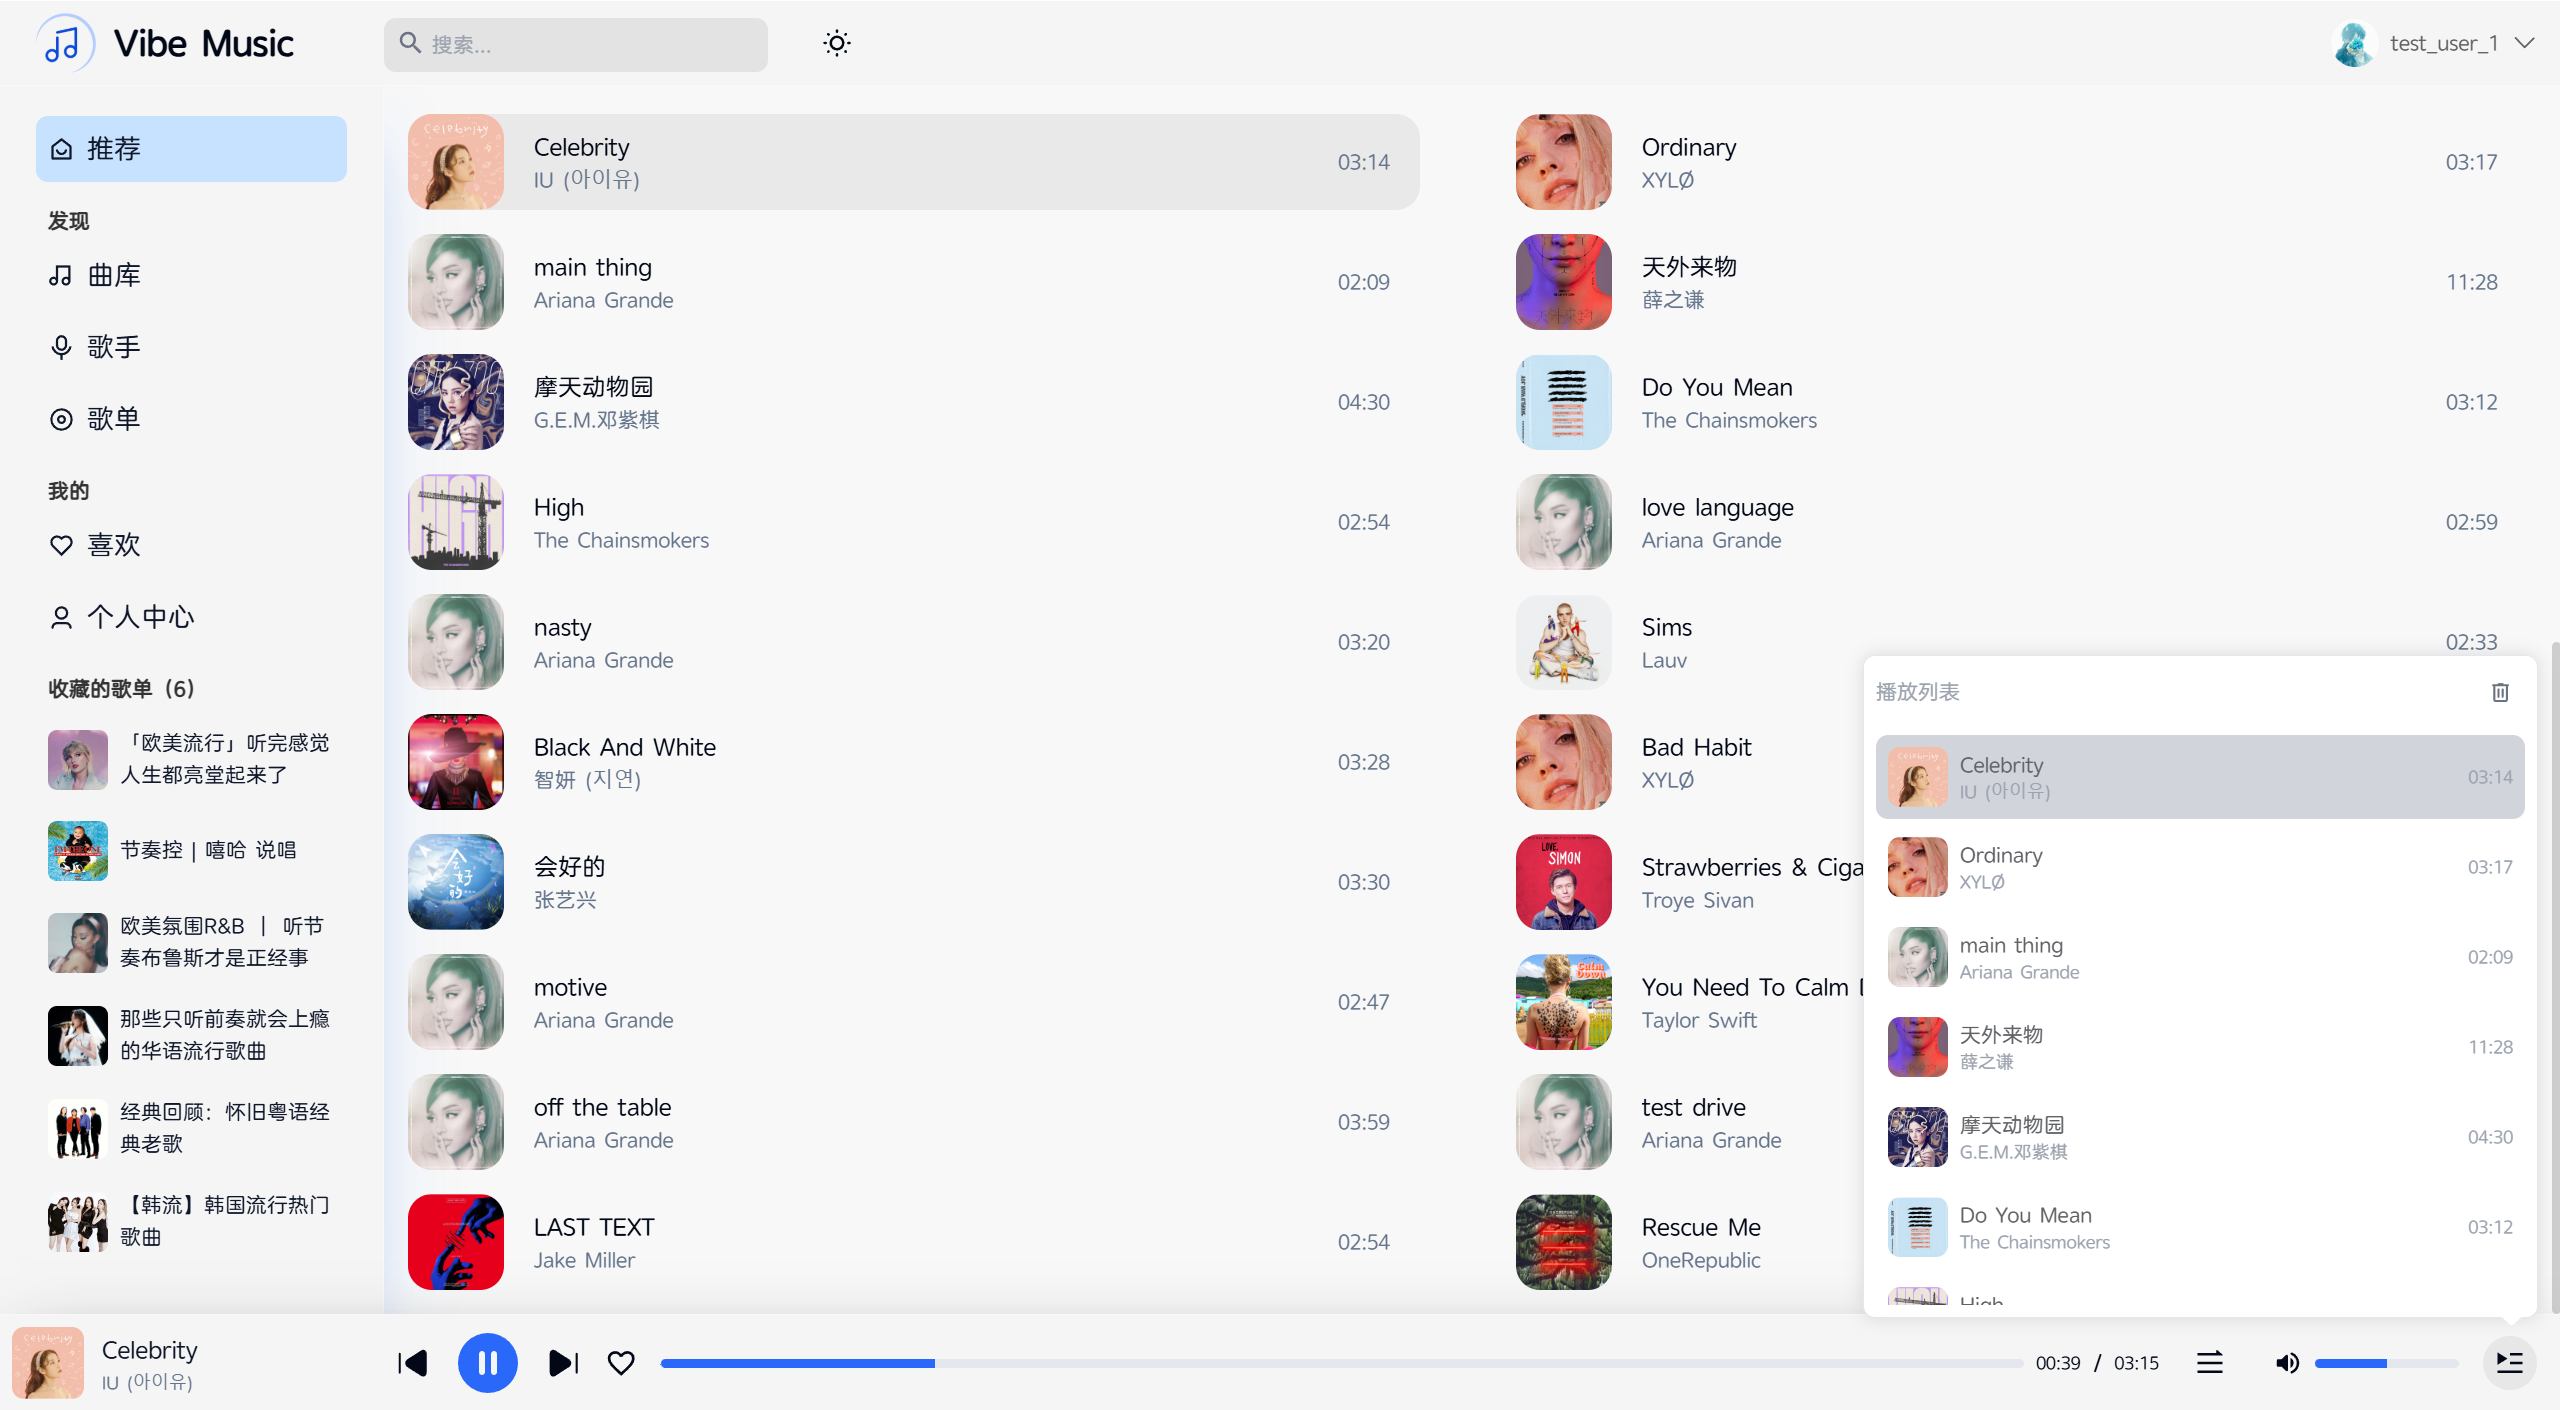 Vibe Music
搜索...
test_user_1
推荐
发现
曲库
歌手
歌单
我的
喜欢
个人中心
收藏的歌单（6）
「欧美流行」听完感觉
人生都亮堂起来了
节奏控 | 嘻哈 说唱
欧美氛围R&B ｜ 听节
奏布鲁斯才是正经事
那些只听前奏就会上瘾
的华语流行歌曲
经典回顾：怀旧粤语经
典老歌
【韩流】韩国流行热门
歌曲
Celebrity
IU (아이유)
03:14
Ordinary
XYLØ
03:17
main thing
Ariana Grande
02:09
天外来物
薛之谦
11:28
摩天动物园
G.E.M.邓紫棋
04:30
Do You Mean
The Chainsmokers
03:12
High
The Chainsmokers
02:54
love language
Ariana Grande
02:59
nasty
Ariana Grande
03:20
Sims
Lauv
02:33
Black And White
智妍 (지연)
03:28
Bad Habit
XYLØ
会好的
张艺兴
03:30
Strawberries & Ciga
Troye Sivan
motive
Ariana Grande
02:47
You Need To Calm
Taylor Swift
off the table
Ariana Grande
03:59
test drive
Ariana Grande
LAST TEXT
Jake Miller
02:54
Rescue Me
OneRepublic
播放列表
Celebrity
IU (아이유)
03:14
Ordinary
XYLØ
03:17
main thing
Ariana Grande
02:09
天外来物
薛之谦
11:28
摩天动物园
G.E.M.邓紫棋
04:30
Do You Mean
The Chainsmokers
03:12
High
Celebrity
IU (아이유)
00:39 / 03:15